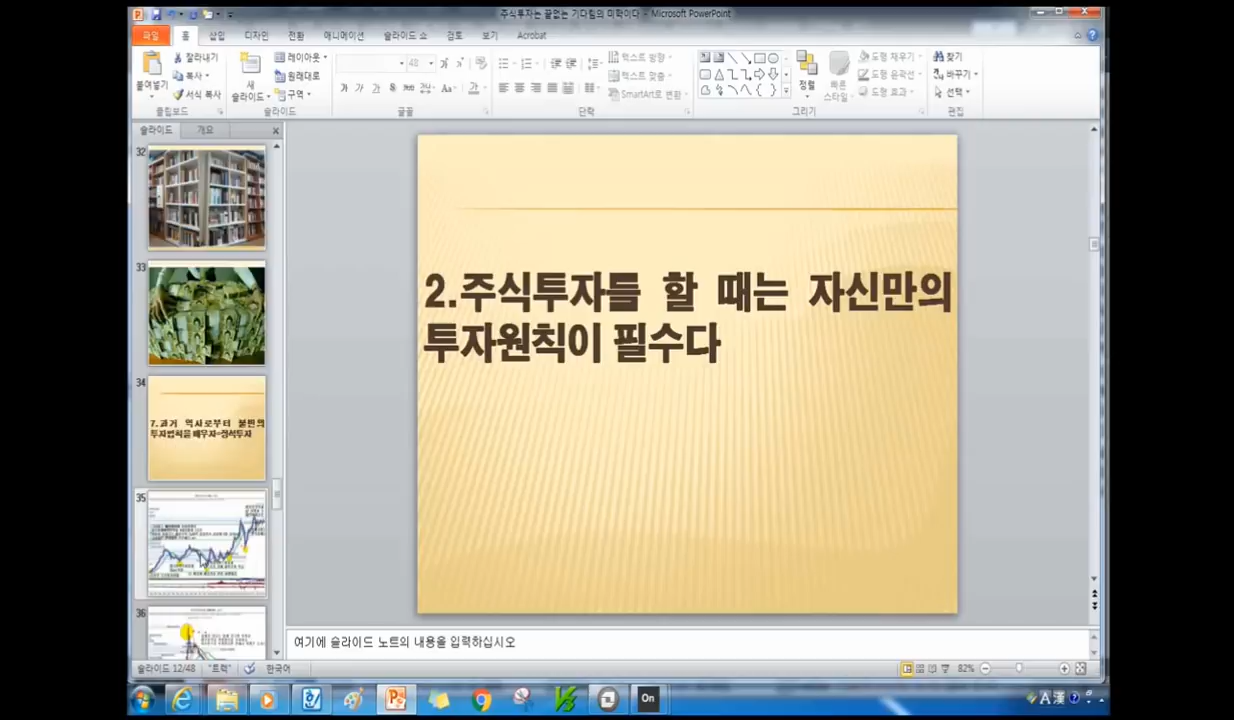 주식투자는 끝없는 기다림의 미학이다 - Microsoft PowerPoint
파일 홈 삽입 디자인 전환 애니메이션 슬라이드 쇼 검토 보기 Acrobat
붙여넣기
잘라내기
복사
서식 복사
클립보드
새 슬라이드
레이아웃
원래대로
구역
슬라이드
48
글꼴
텍스트 방향
텍스트 맞춤
SmartArt로 변환
단락
정렬
빠른 스타일
도형 채우기
도형 윤곽선
도형 효과
그리기
찾기
바꾸기
선택
편집
슬라이드 개요
32
33
34
7.과거 역사로부터 불변의
투자법칙을 배우자=정석투자
35
36
2.주식투자를 할 때는 자신만의
투자원칙이 필수다
여기에 슬라이드 노트의 내용을 입력하십시오
슬라이드 12/48 "트랙" 한국어 82%
On
A 漢